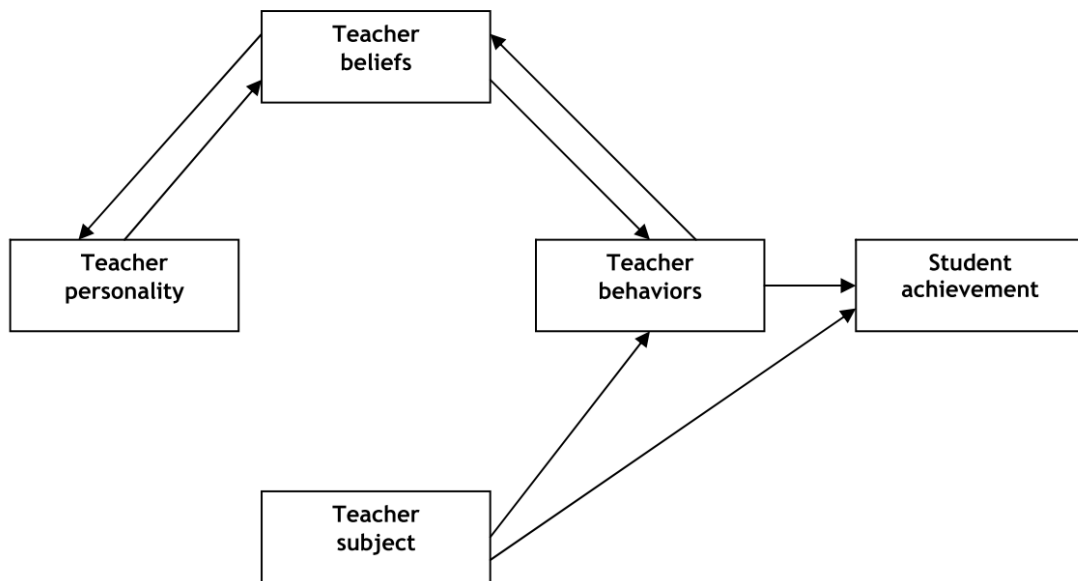 Teacher
beliefs
Teacher
personality
Teacher
behaviors
Student
achievement
Teacher
subject